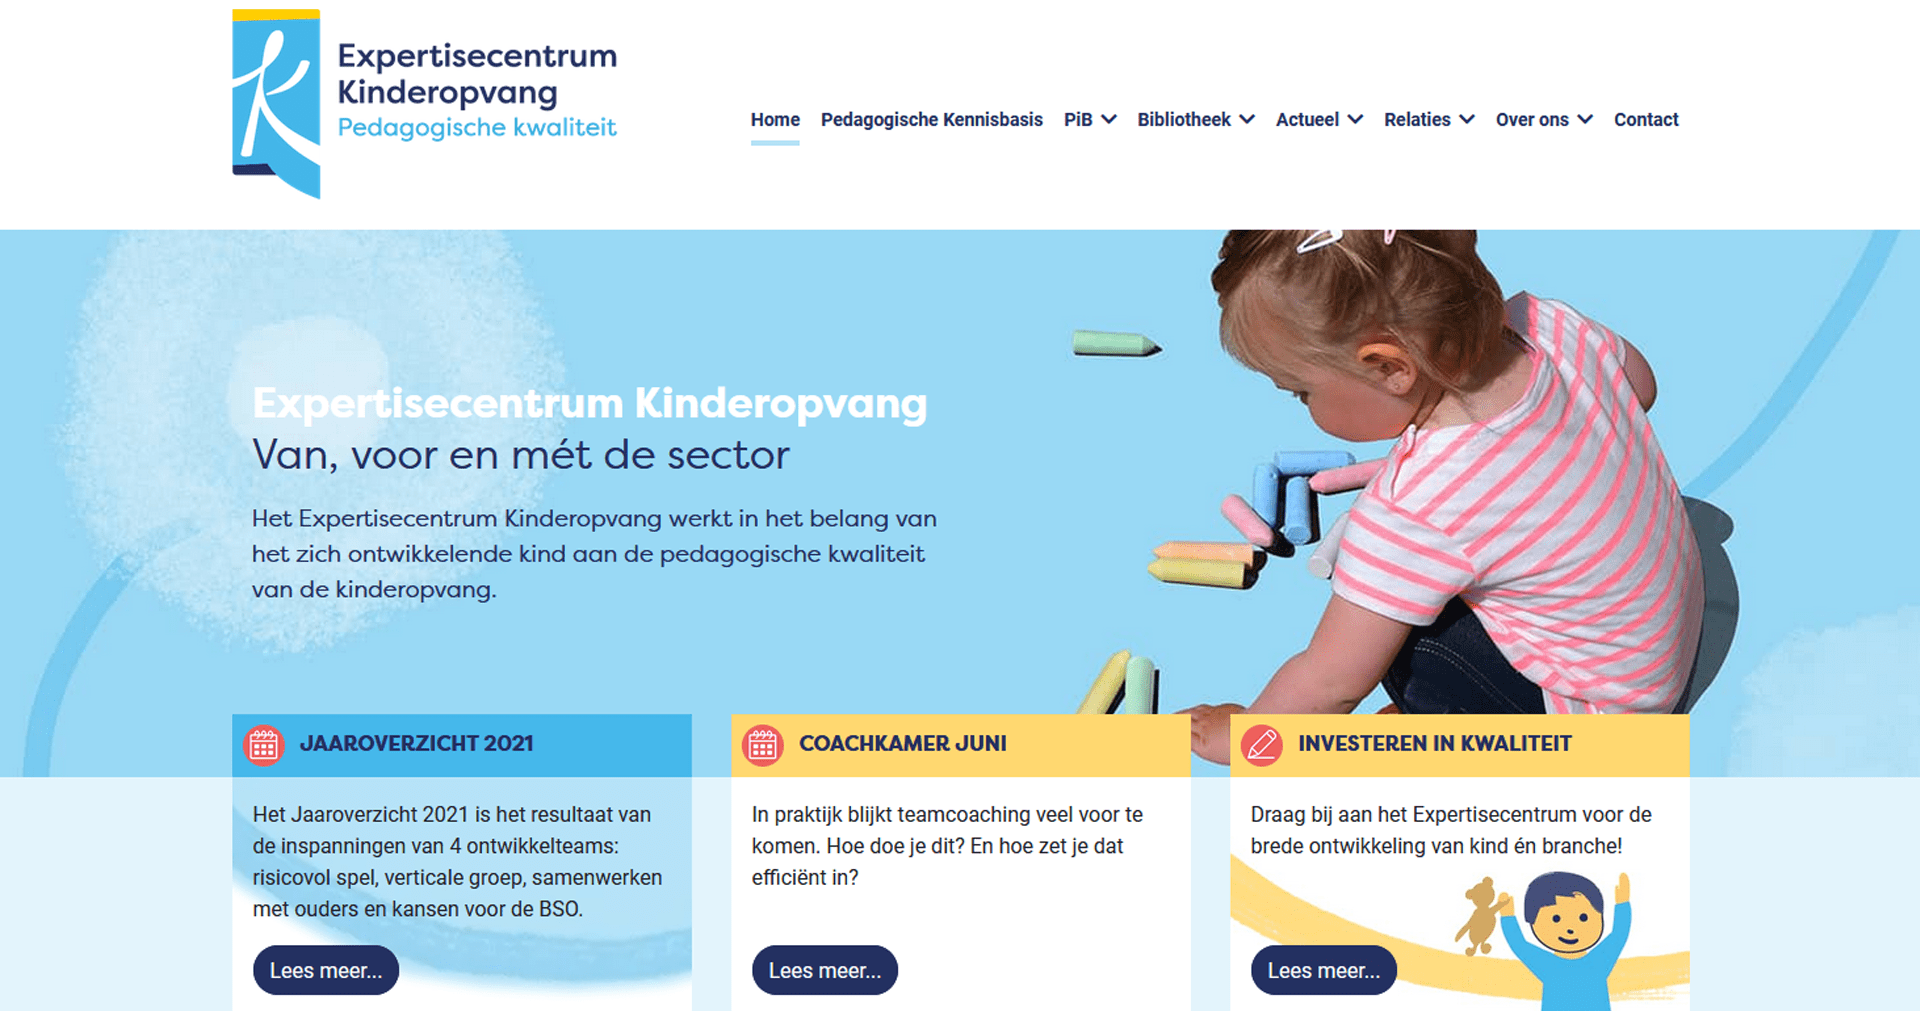 Expertisecentrum
Kinderopvang
Pedagogische kwaliteit
Home Pedagogische Kennisbasis PiB Bibliotheek Actueel Relaties Over ons Contact
Expertisecentrum Kinderopvang
Van, voor en mét de sector
Het Expertisecentrum Kinderopvang werkt in het belang van
het zich ontwikkelende kind aan de pedagogische kwaliteit
van de kinderopvang.
JAAROVERZICHT 2021
Het Jaaroverzicht 2021 is het resultaat van
de inspanningen van 4 ontwikkelteams:
risicovol spel, verticale groep, samenwerken
met ouders en kansen voor de BSO.
Lees meer...
COACHKAMER JUNI
In praktijk blijkt teamcoaching veel voor te
komen. Hoe doe je dit? En hoe zet je dat
efficiënt in?
Lees meer...
INVESTEREN IN KWALITEIT
Draag bij aan het Expertisecentrum voor de
brede ontwikkeling van kind én branche!
Lees meer...